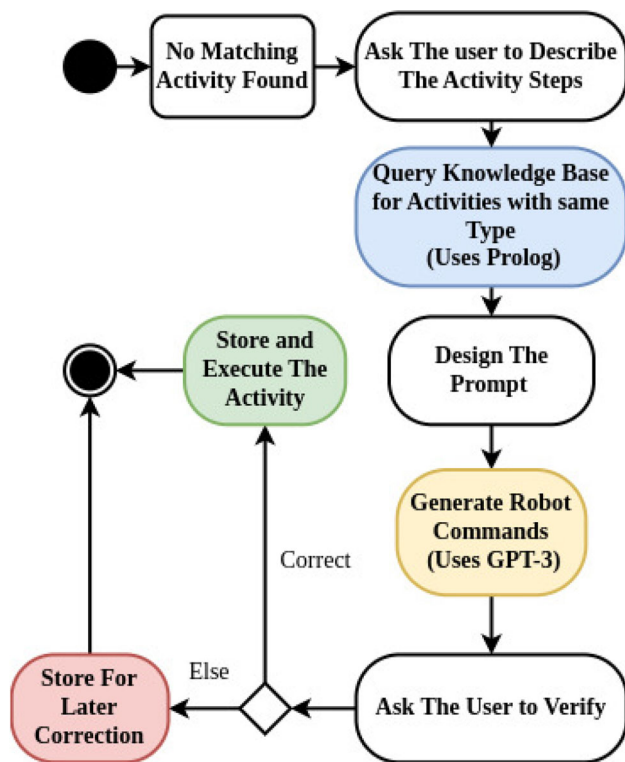 No Matching
Activity Found
Ask The user to Describe
The Activity Steps
Query Knowledge Base
for Activities with same
Type
(Uses Prolog)
Design The
Prompt
Generate Robot
Commands
(Uses GPT-3)
Ask The User to Verify
Correct
Else
Store and
Execute The
Activity
Store For
Later
Correction